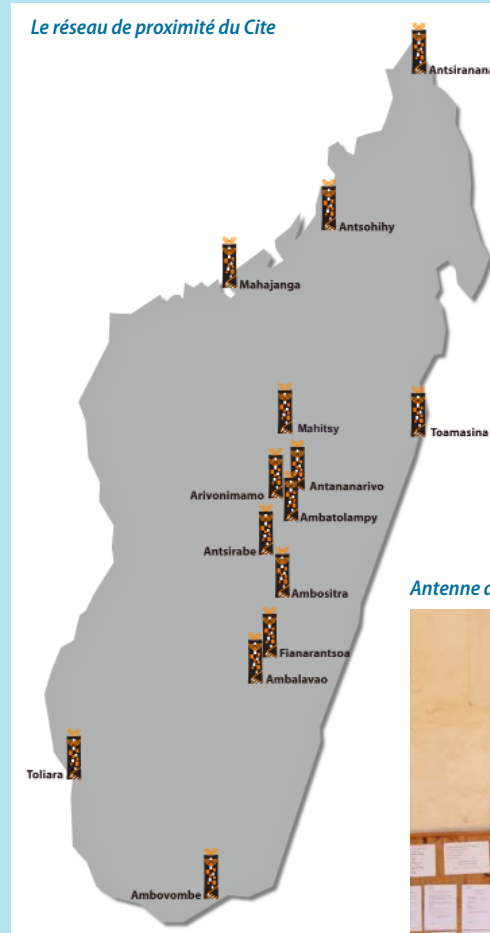 Le réseau de proximité du Cite
Antsiranana
Antsohihy
Mahajanga
Mahitsy
Toamasina
Antananarivo
Arivonimamo
Ambatolampy
Antsirabe
Ambositra
Fianarantsoa
Ambalavao
Toliara
Ambovombe
Antenne